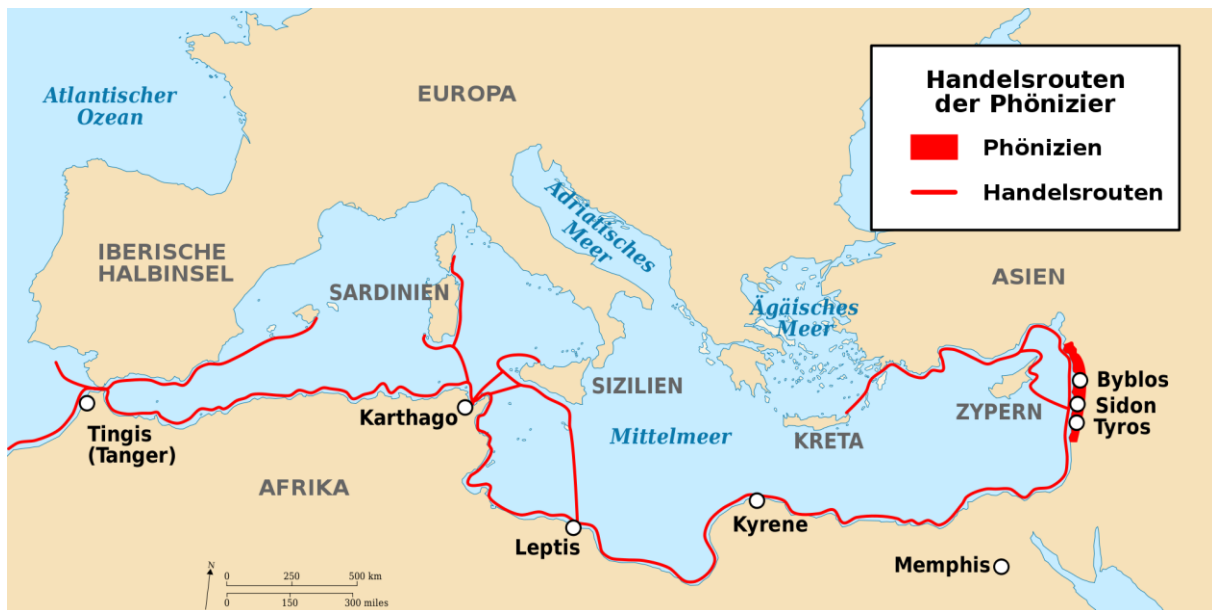 Handelsrouten
der Phönizier
Phönizien
Handelsrouten
Atlantischer
Ozean
EUROPA
Adriatisches
Meer
IBERISCHE
HALBINSEL
SARDINIEN
ASIEN
Ägäisches
Meer
SIZILIEN
Mittelmeer
KRETA
ZYPERN
Byblos
Sidon
Tyros
Karthago
Tingis
(Tanger)
AFRIKA
Leptis
Kyrene
Memphis
N
0 250 500 km
0 150 300 miles